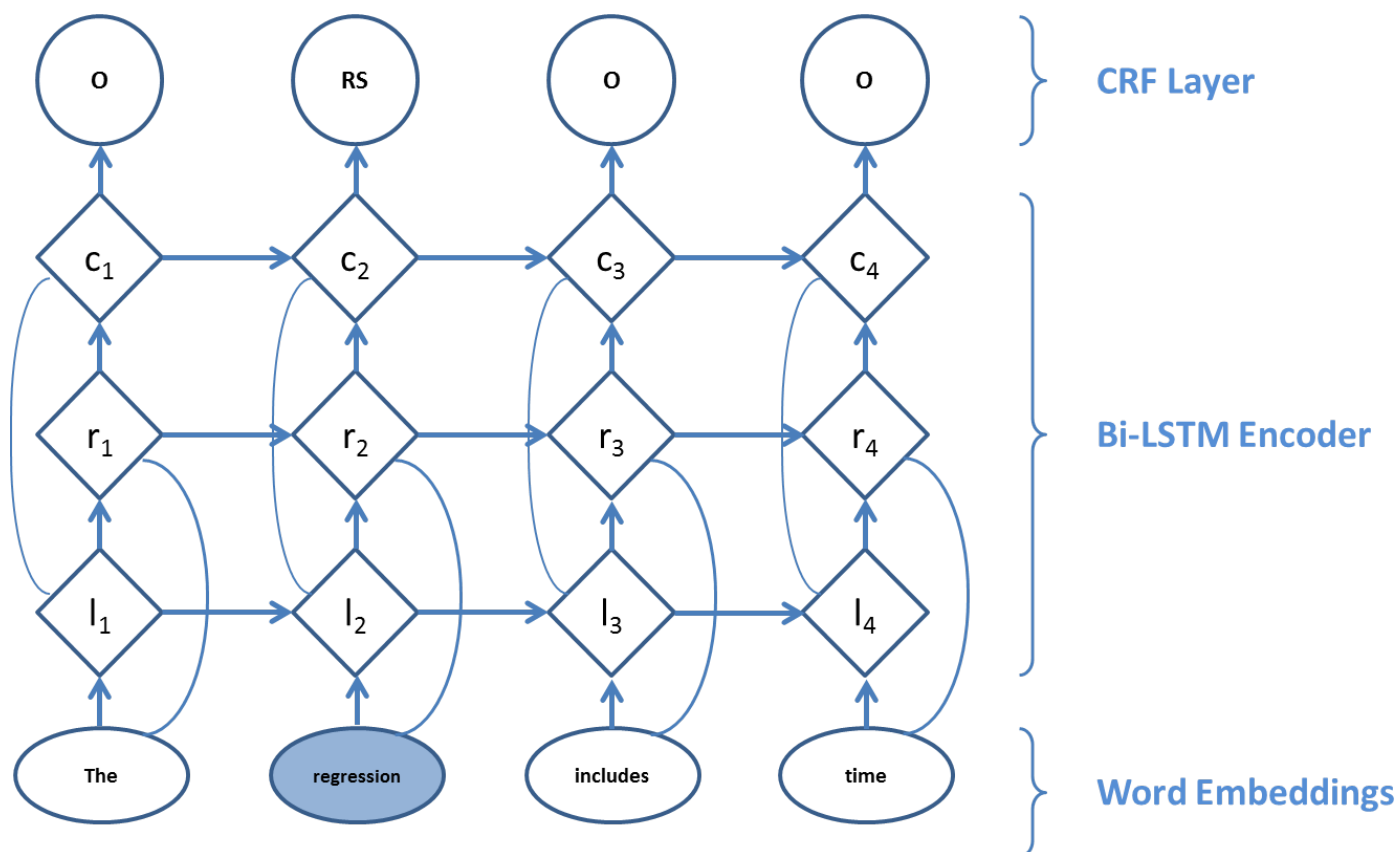 O RS O O
CRF Layer
c1 c2 c3 c4
r1 r2 r3 r4
Bi-LSTM Encoder
l1 l2 l3 l4
The regression includes time
Word Embeddings